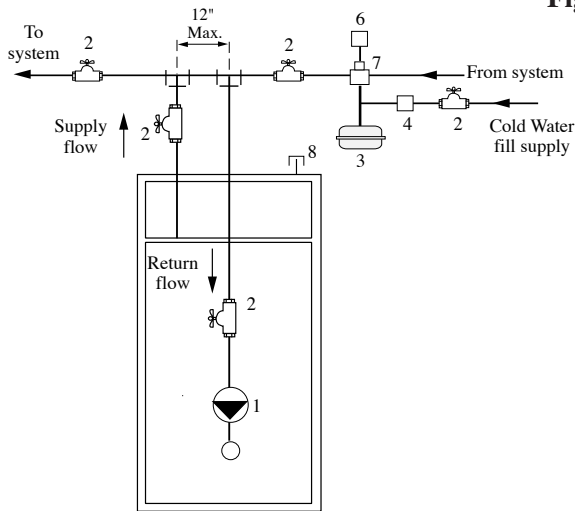 Fig
To
system
2
12"
Max.
2
6
7
From system
Supply
flow
2
3
4
2
Cold Water
fill supply
8
Return
flow
2
1